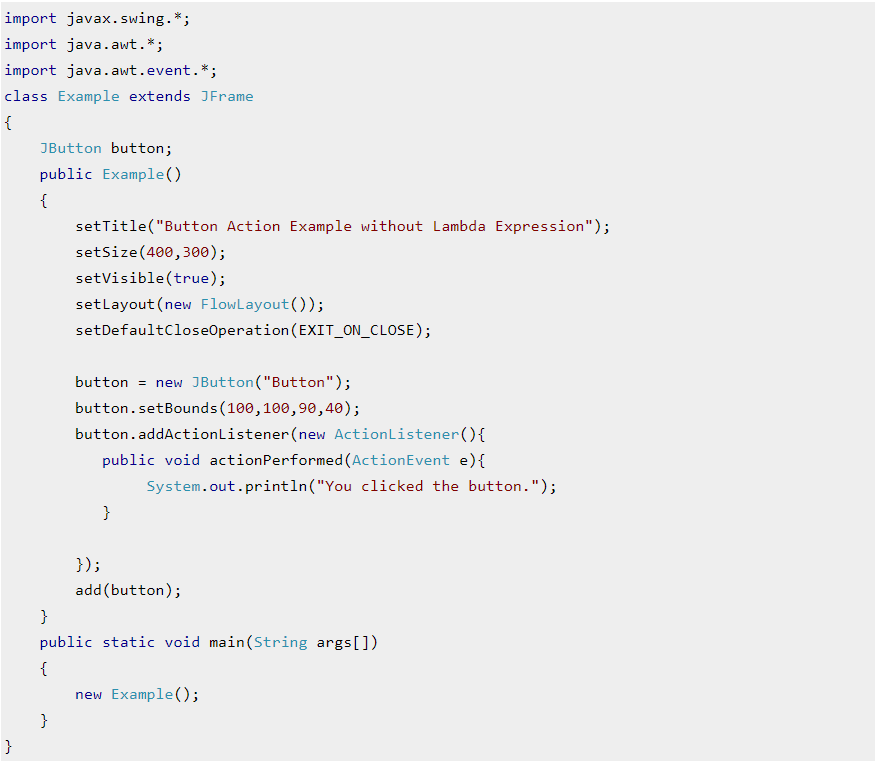 import javax.swing.*;
import java.awt.*;
import java.awt.event.*;
class Example extends JFrame
{
    JButton button;
    public Example()
    {
        setTitle("Button Action Example without Lambda Expression");
        setSize(400,300);
        setVisible(true);
        setLayout(new FlowLayout());
        setDefaultCloseOperation(EXIT_ON_CLOSE);

        button = new JButton("Button");
        button.setBounds(100,100,90,40);
        button.addActionListener(new ActionListener(){
           public void actionPerformed(ActionEvent e){
                System.out.println("You clicked the button.");
           }

        });
        add(button);
    }
    public static void main(String args[])
    {
        new Example();
    }
}